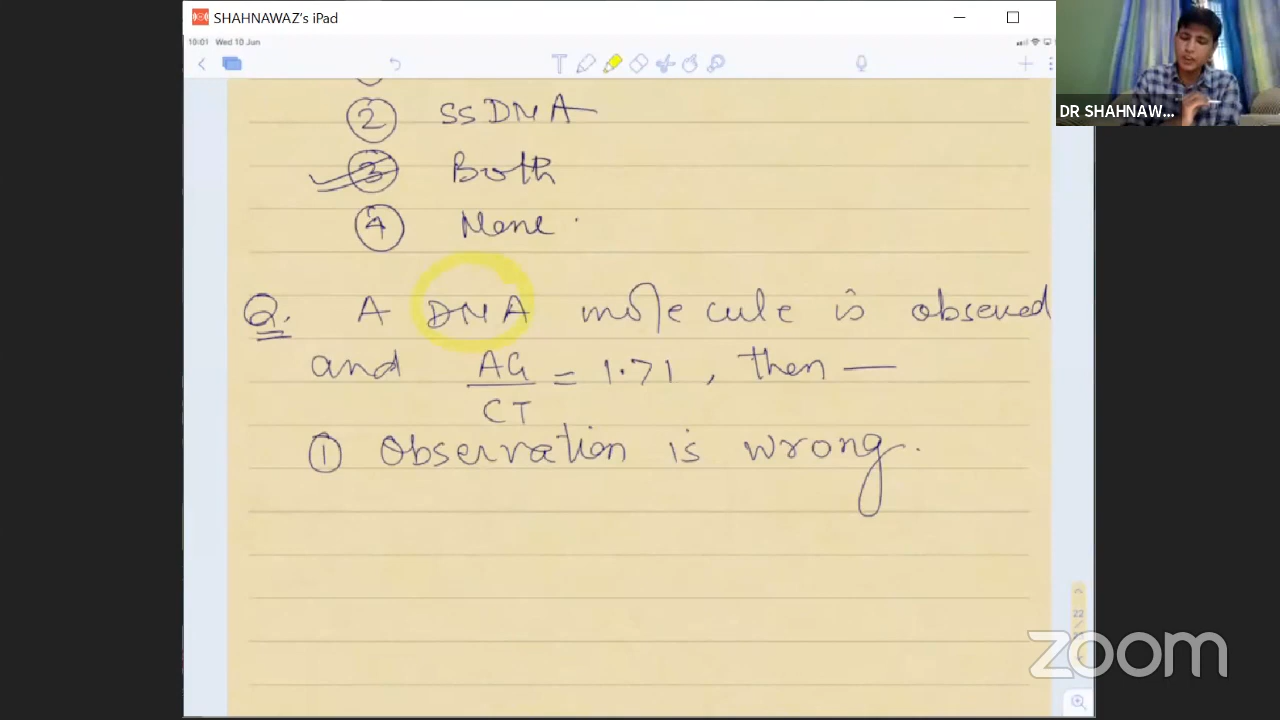 SHAHNAWAZ's iPad
10:01 Wed 10 Jun
DR SHAHNAW...
2 SSDNA
3 Both
4 None
Q. A DNA molecule is observed
and AG/CT = 1.71, then —
1 Observation is wrong.
22
zoom